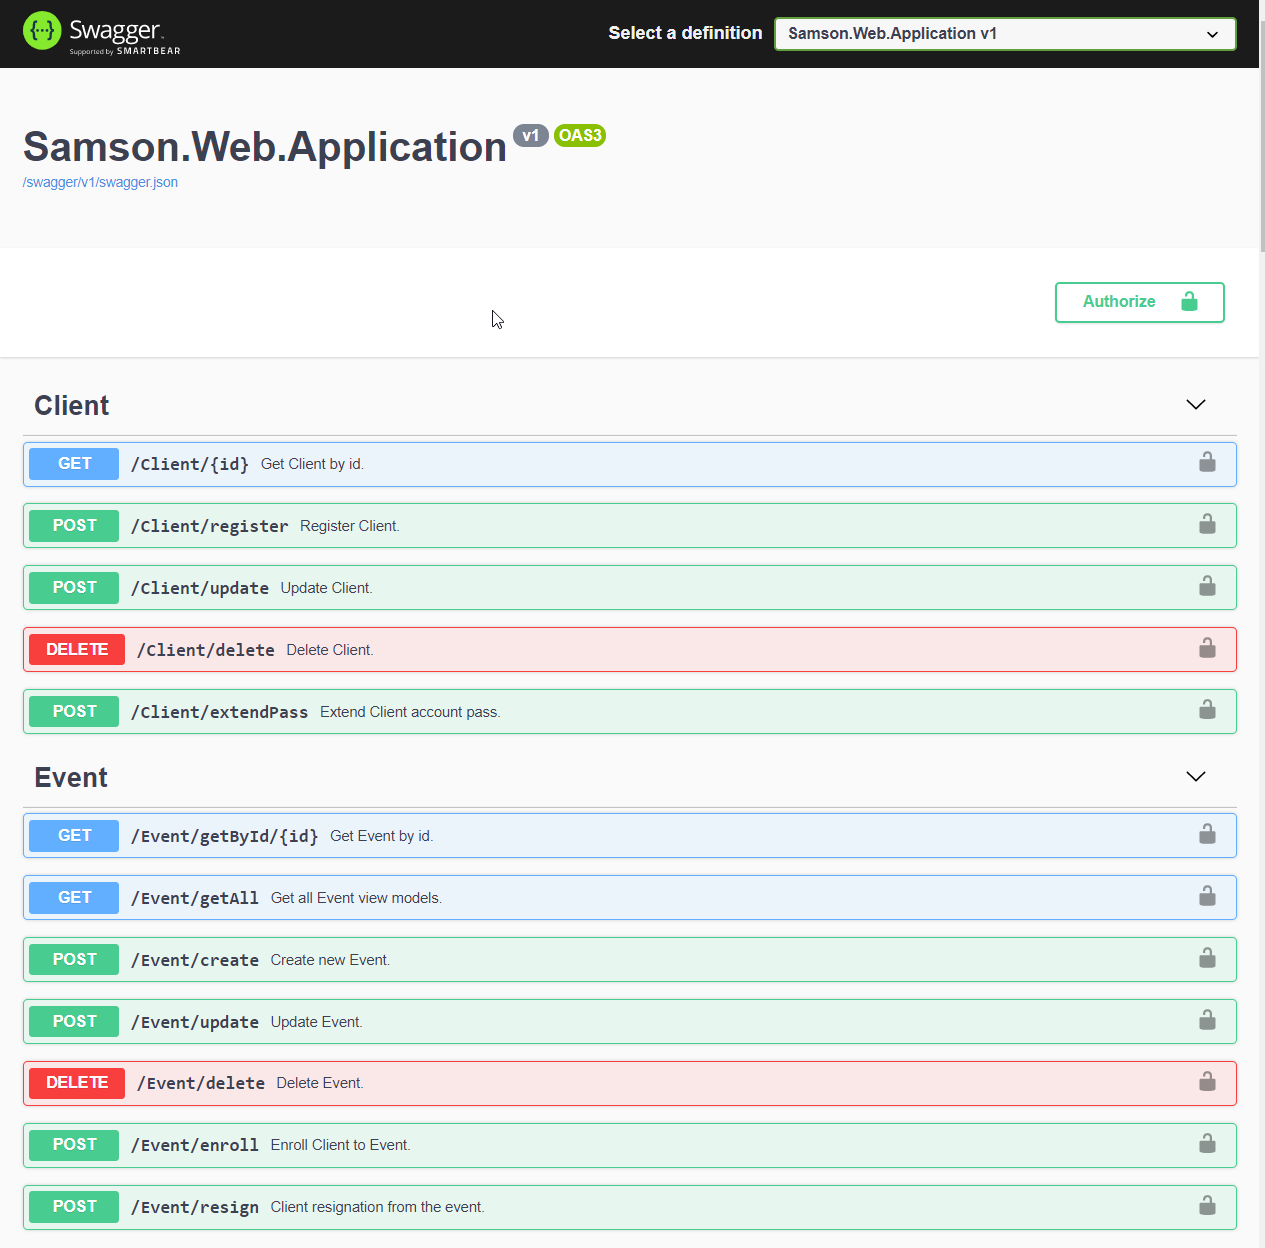 Swagger.
Supported by SMARTBEAR
Select a definition
Samson.Web.Application v1
Samson.Web.Application v1 OAS3
/swagger/v1/swagger.json
Authorize
Client
GET /Client/{id} Get Client by id.
POST /Client/register Register Client.
POST /Client/update Update Client.
DELETE /Client/delete Delete Client.
POST /Client/extendPass Extend Client account pass.
Event
GET /Event/getById/{id} Get Event by id.
GET /Event/getAll Get all Event view models.
POST /Event/create Create new Event.
POST /Event/update Update Event.
DELETE /Event/delete Delete Event.
POST /Event/enroll Enroll Client to Event.
POST /Event/resign Client resignation from the event.